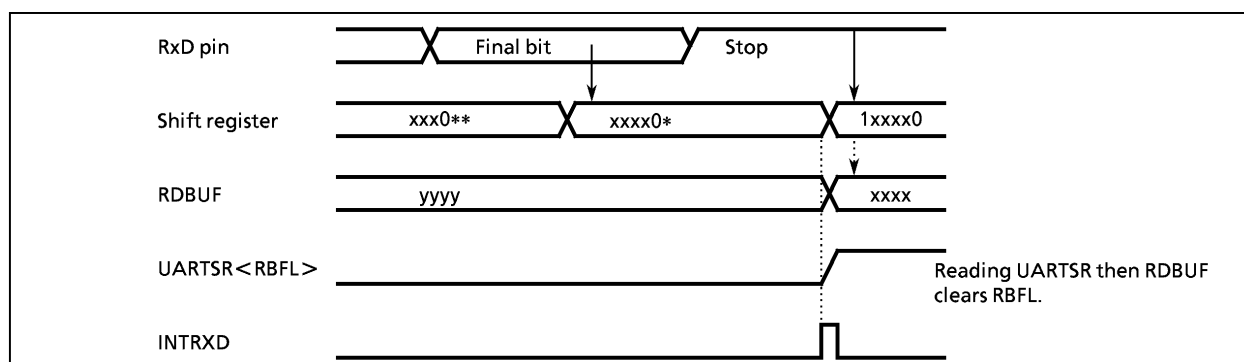 RxD pin Final bit Stop
Shift register xxx0** xxxx0* 1xxxx0
RDBUF yyyy xxxx
UARTSR<RBFL>
Reading UARTSR then RDBUF
clears RBFL.
INTRXD